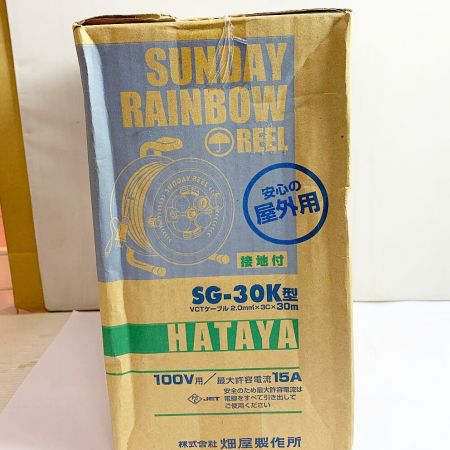 SUNDAY
RAINBOW
REEL
SUNDAY REEL
安心の
屋外用
接地付
SG-30K型
VCTケーブル 2.0mm²×3C×30m
HATAYA
100V用/最大許容電流15A
JET
安全のため最大許容電流は
電線をすべて引き出して
ご使用ください
株式会社 畑屋製作所